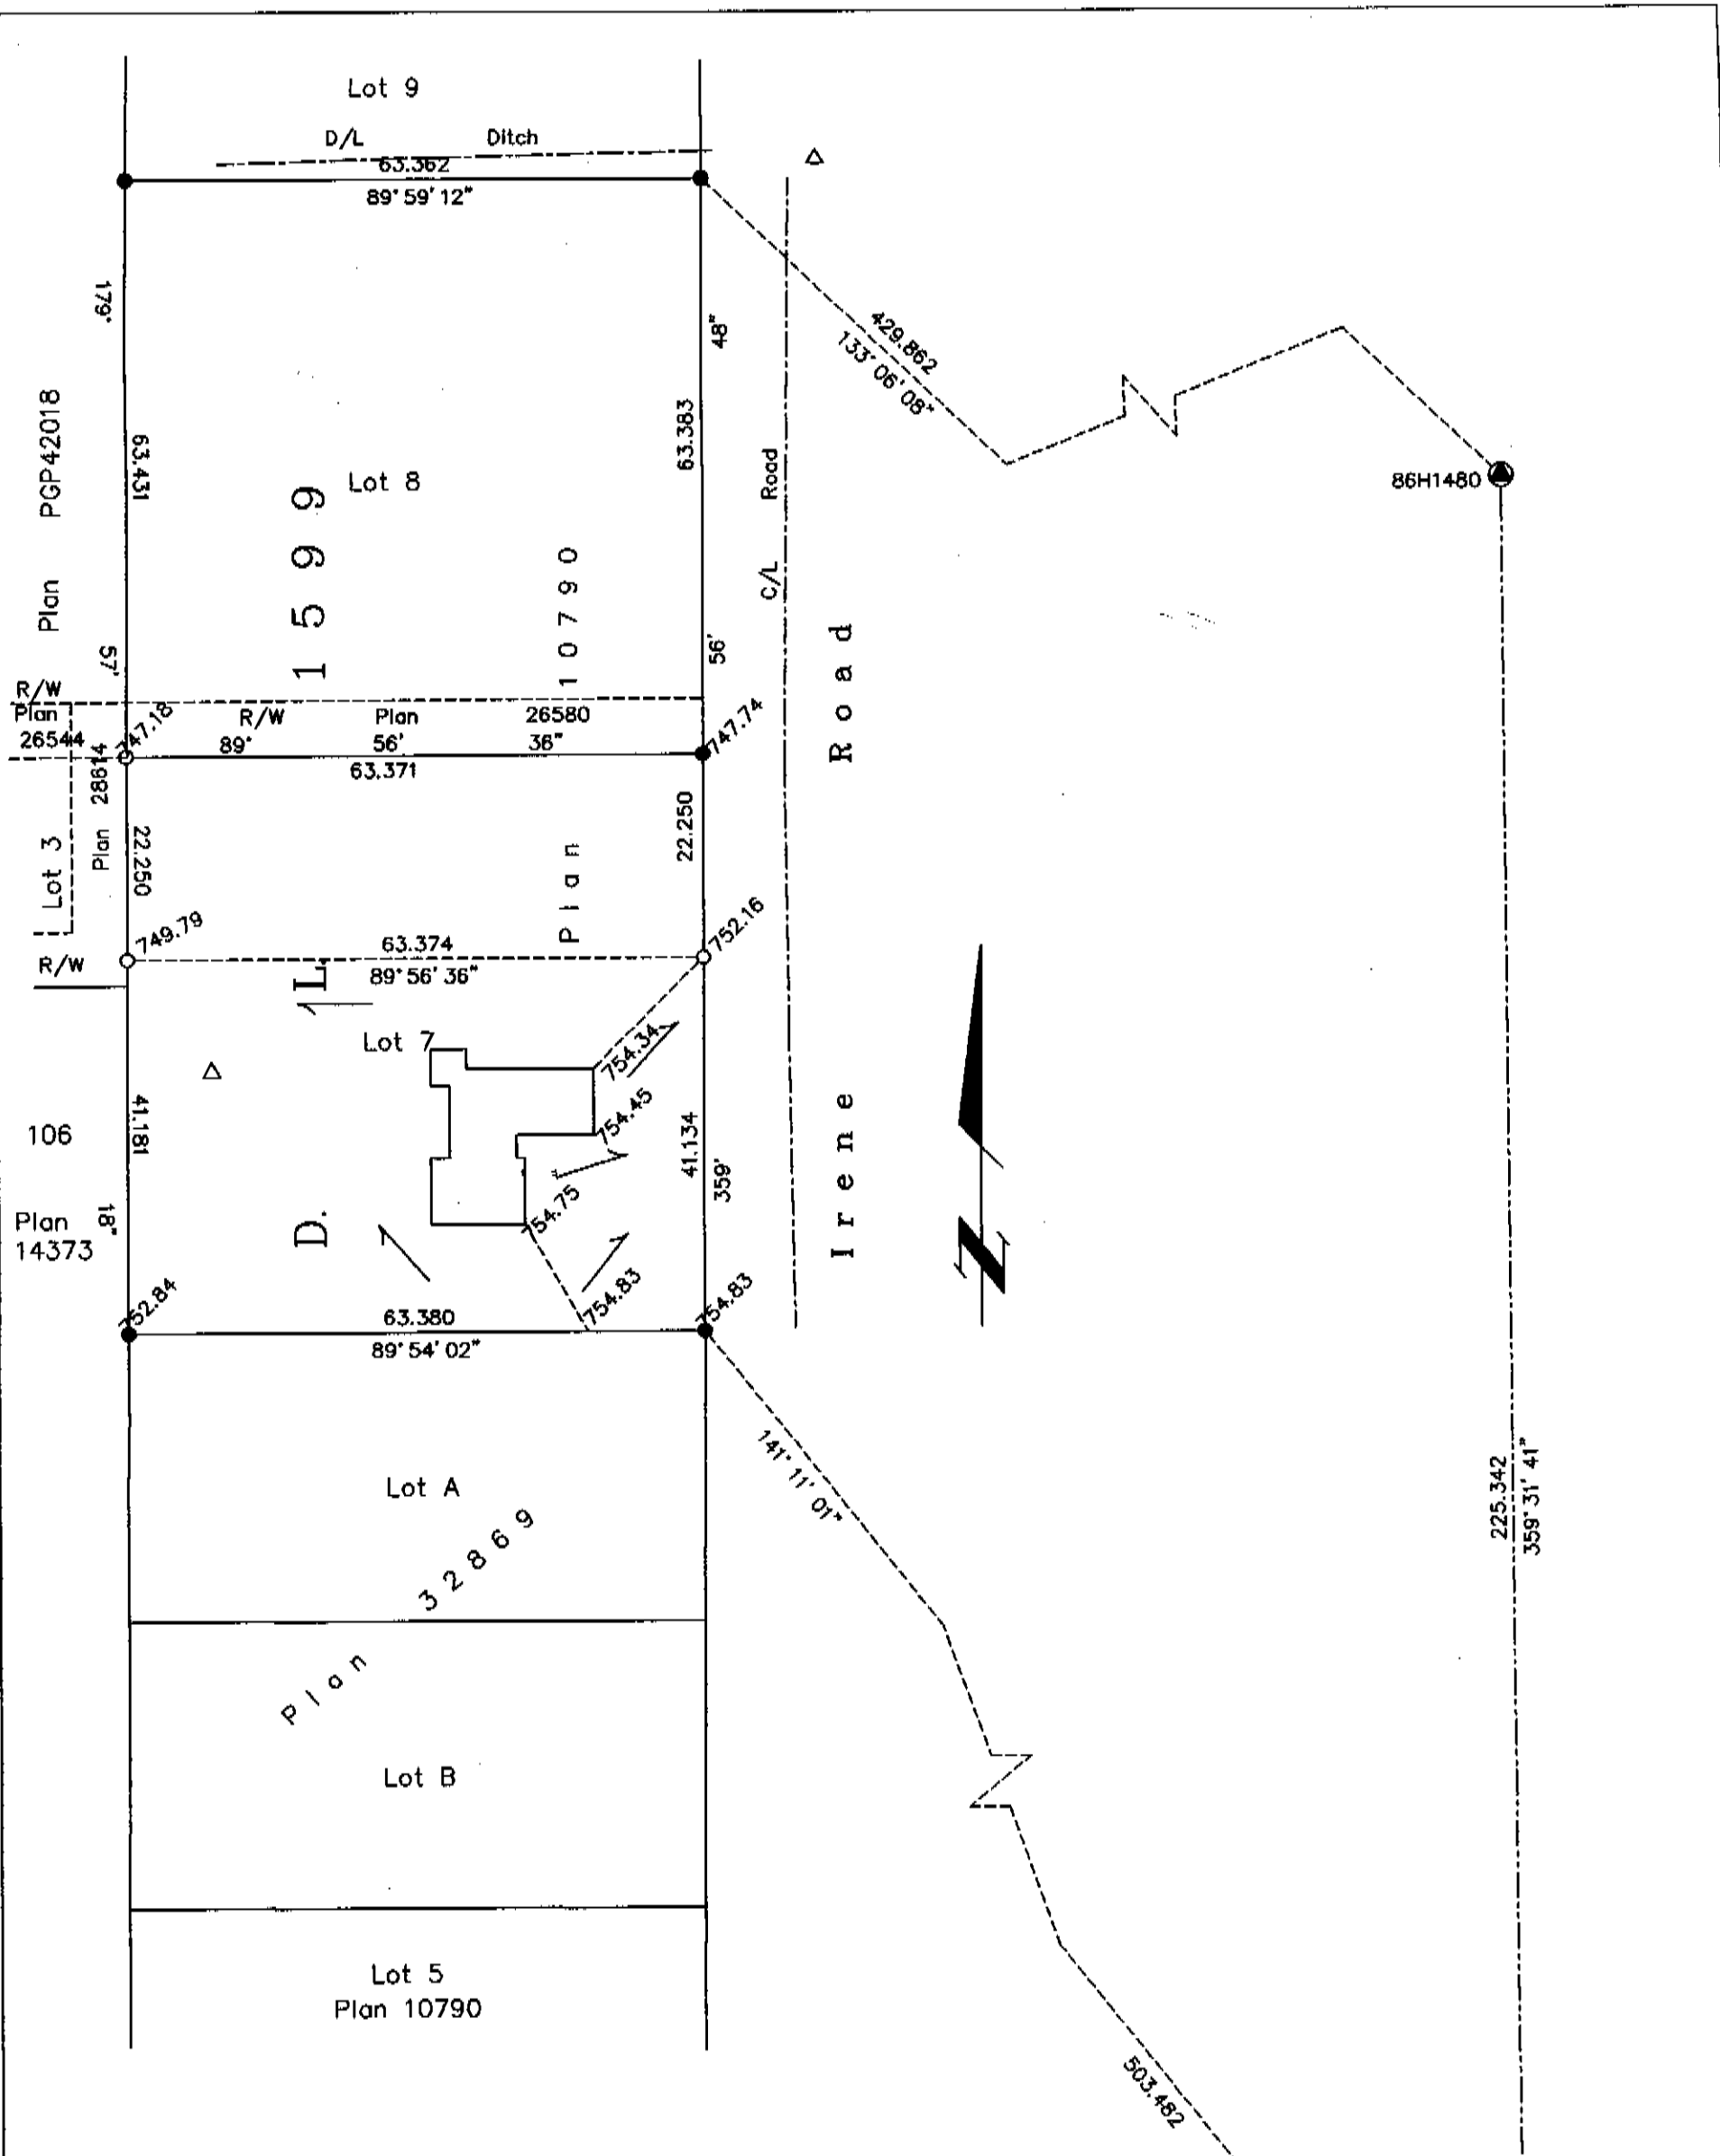 Lot 9
D/L Ditch
63.362
89° 59' 12"
179°
48"
429.862
133° 06' 08"
Plan PGP42018
63.431
63.383
Lot 8
86H1480
C/L Road
D. L. 1599
Plan 10790
57'
56'
R/W
Plan
26544
747.18
R/W Plan 26580
747.74
89° 56' 36"
63.371
Lot 3
Plan 28614
22.250
22.250
749.79
752.16
R/W
63.374
89° 56' 36"
Lot 7
754.34
754.45
41.181
41.134
106
Irene Road
359'
754.75
Plan
14373
18"
N
752.84
754.83
754.83
63.380
89° 54' 02"
141° 11' 01"
225.342
359° 31' 41"
Lot A
Plan 32869
Lot B
Lot 5
Plan 10790
503.482